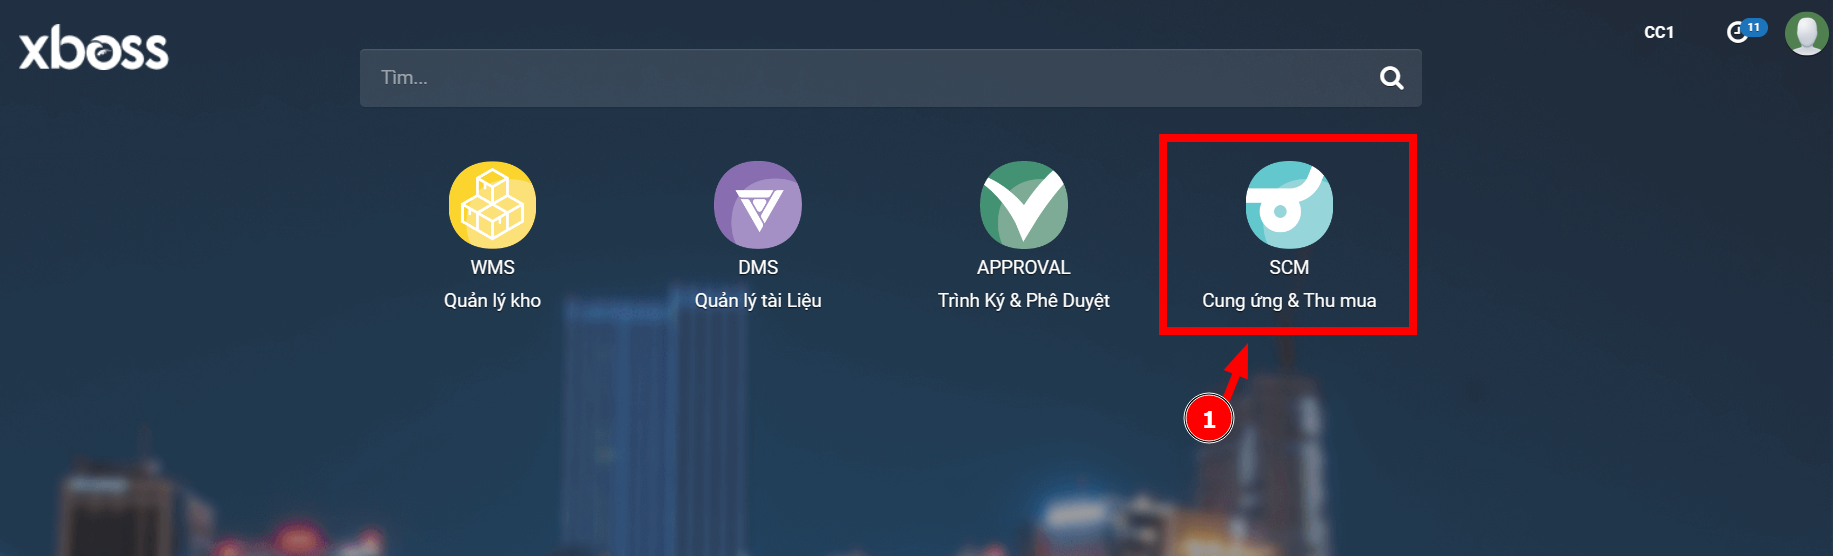 xboss
CC1
11
Tìm...
WMS
Quản lý kho
DMS
Quản lý tài Liệu
APPROVAL
Trình Ký & Phê Duyệt
SCM
Cung ứng & Thu mua
1